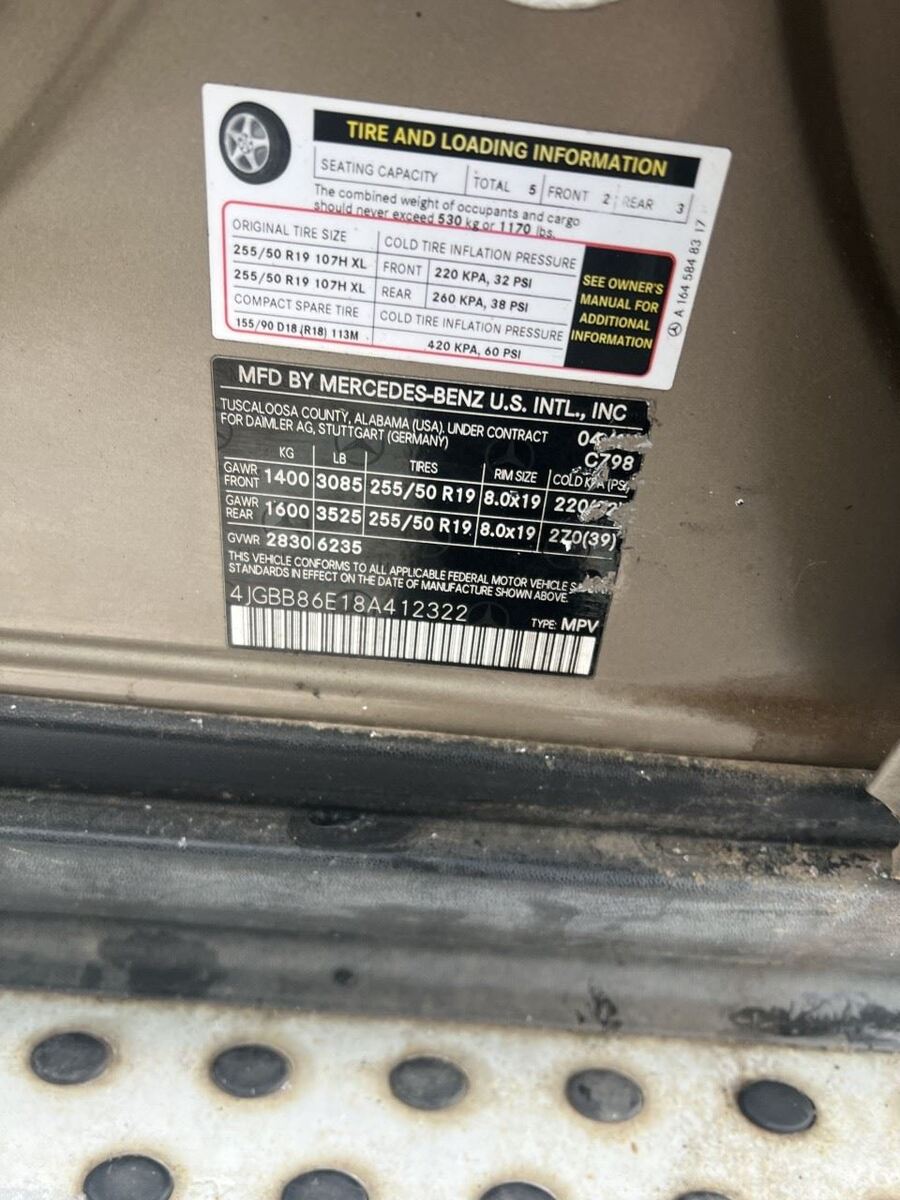 TIRE AND LOADING INFORMATION
SEATING CAPACITY TOTAL 5 FRONT 2 REAR 3
The combined weight of occupants and cargo
should never exceed 530 kg or 1170 lbs.
ORIGINAL TIRE SIZE COLD TIRE INFLATION PRESSURE
255/50 R19 107H XL FRONT 220 KPA, 32 PSI
255/50 R19 107H XL REAR 260 KPA, 38 PSI
COMPACT SPARE TIRE COLD TIRE INFLATION PRESSURE
155/90 D18 (R18) 113M 420 KPA, 60 PSI
SEE OWNER'S
MANUAL FOR
ADDITIONAL
INFORMATION
A 164 584 83 17
MFD BY MERCEDES-BENZ U.S. INTL., INC
TUSCALOOSA COUNTY, ALABAMA (USA). UNDER CONTRACT 04
FOR DAIMLER AG, STUTTGART (GERMANY) C798
KG LB TIRES RIM SIZE COLD KPA (PSI)
GAWR FRONT 1400 3085 255/50 R19 8.0x19
GAWR REAR 1600 3525 255/50 R19 8.0x19 270(39)
GVWR 2830 6235
THIS VEHICLE CONFORMS TO ALL APPLICABLE FEDERAL MOTOR VEHICLE
STANDARDS IN EFFECT ON THE DATE OF MANUFACTURE SHOWN ABOVE.
4JGBB86E18A412322
TYPE: MPV